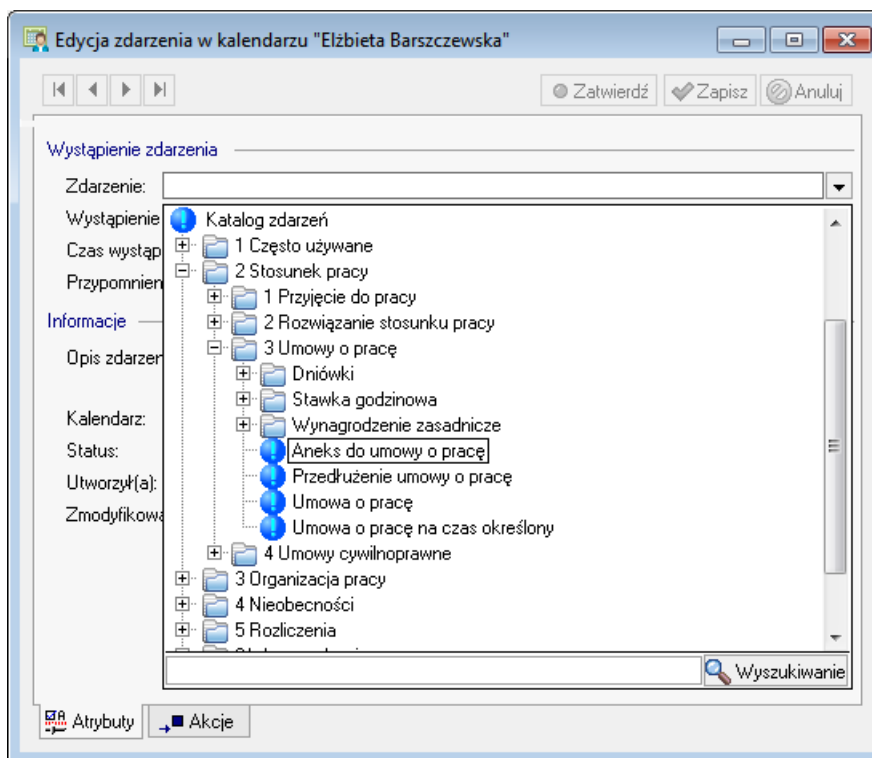 Edycja zdarzenia w kalendarzu "Elżbieta Barszczewska"
Zatwierdź Zapisz Anuluj
Wystąpienie zdarzenia
Zdarzenie:
Wystąpienie
Katalog zdarzeń
Czas wystąp
1 Często używane
2 Stosunek pracy
Przypomnien
1 Przyjęcie do pracy
Informacje
2 Rozwiązanie stosunku pracy
3 Umowy o pracę
Opis zdarzer
Dniówki
Stawka godzinowa
Kalendarz:
Wynagrodzenie zasadnicze
Status:
Aneks do umowy o pracę
Utworzył(a):
Przedłużenie umowy o pracę
Umowa o pracę
Zmodyfikowa
Umowa o pracę na czas określony
4 Umowy cywilnoprawne
3 Organizacja pracy
4 Nieobecności
5 Rozliczenia
Wyszukiwanie
Atrybuty Akcje